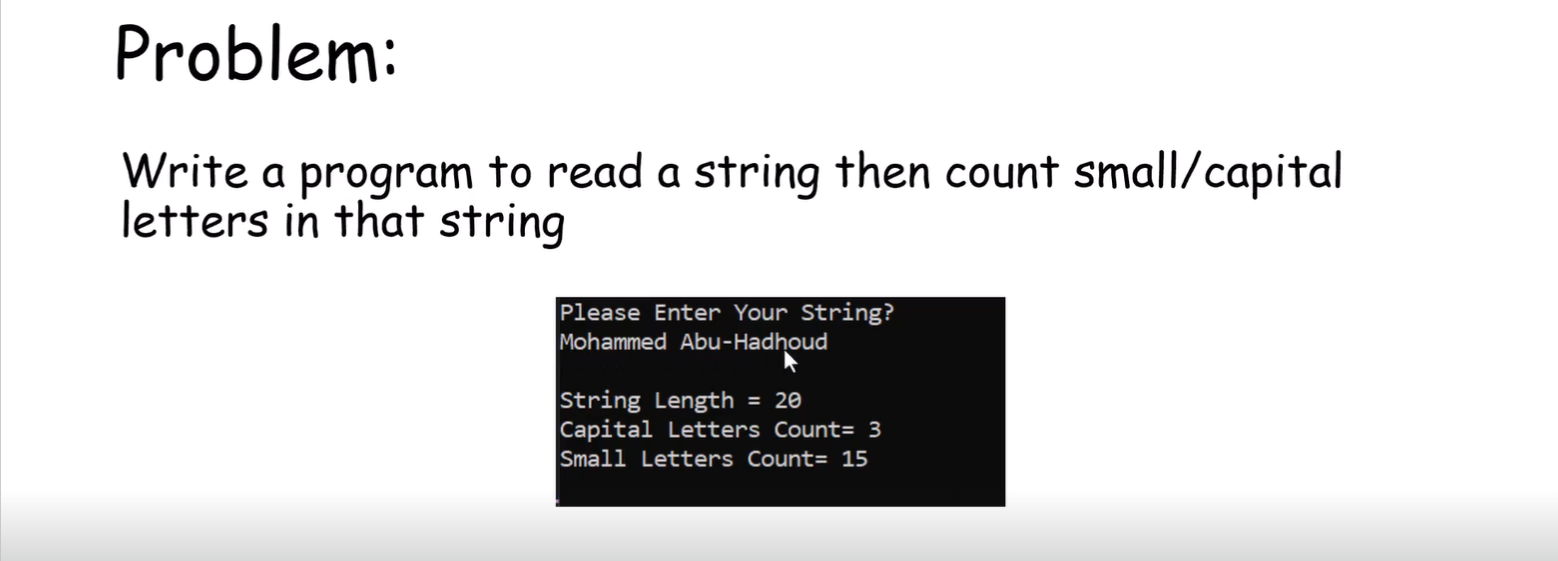 Problem:
Write a program to read a string then count small/capital
letters in that string
Please Enter Your String?
Mohammed Abu-Hadhoud
String Length = 20
Capital Letters Count= 3
Small Letters Count= 15